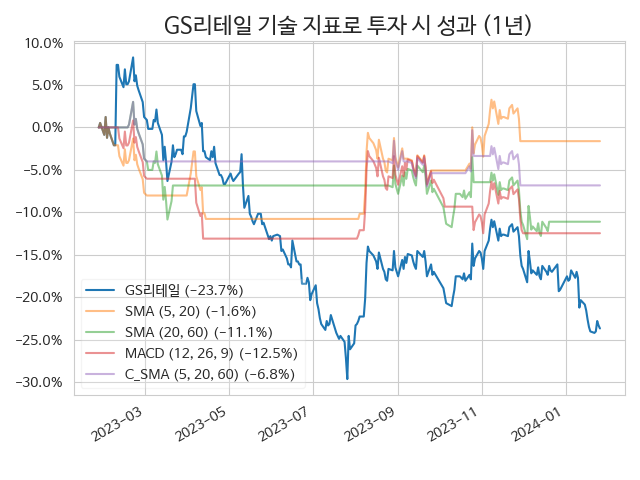 GS리테일 기술 지표로 투자 시 성과 (1년)
10.0%
5.0%
0.0%
−5.0%
−10.0%
−15.0%
−20.0%
−25.0%
−30.0%
GS리테일 (−23.7%)
SMA (5, 20) (−1.6%)
SMA (20, 60) (−11.1%)
MACD (12, 26, 9) (−12.5%)
C_SMA (5, 20, 60) (−6.8%)
2023−03
2023−05
2023−07
2023−09
2023−11
2024−01